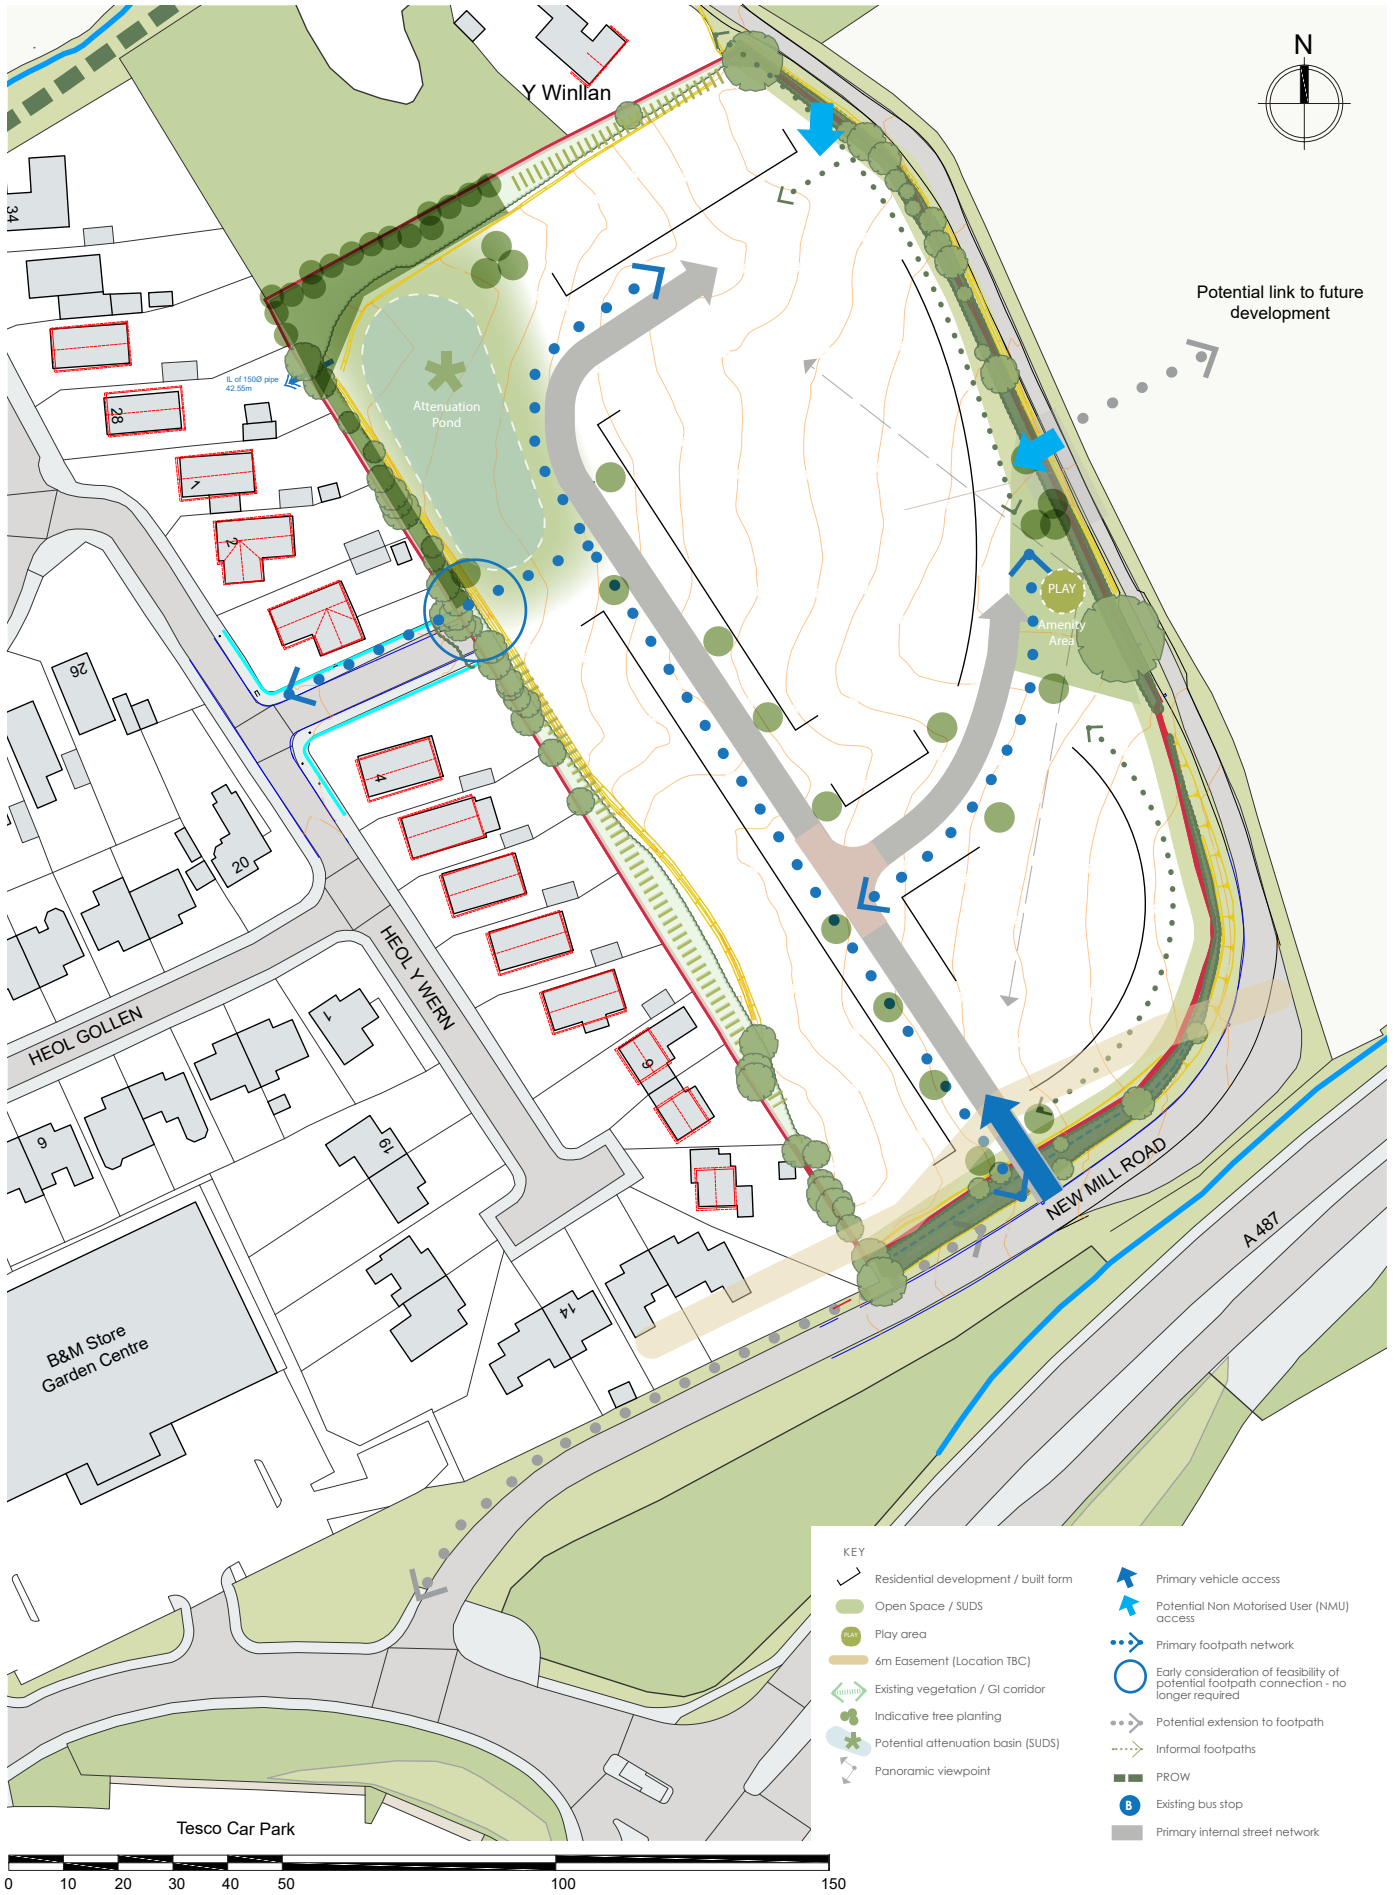 N
Y Winllan
34
Potential link to future
development
IL of 150Ø pipe
42.55m
28
Attenuation
Pond
1
2
PLAY
Amenity
Area
26
4
20
HEOL Y WERN
HEOL GOLLEN
1
9
6
19
NEW MILL ROAD
A 487
14
B&M Store
Garden Centre
Tesco Car Park
0 10 20 30 40 50 100 150
KEY
Residential development / built form
Open Space / SUDS
PLAY
Play area
6m Easement (Location TBC)
Existing vegetation / GI corridor
Indicative tree planting
Potential attenuation basin (SUDS)
Panoramic viewpoint
Primary vehicle access
Potential Non Motorised User (NMU)
access
Primary footpath network
Early consideration of feasibility of
potential footpath connection - no
longer required
Potential extension to footpath
Informal footpaths
PROW
B
Existing bus stop
Primary internal street network